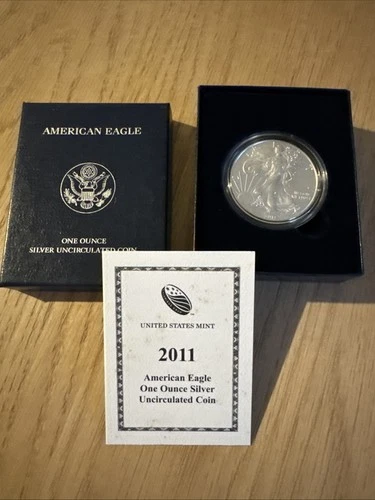 AMERICAN EAGLE
ONE OUNCE
SILVER UNCIRCULATED COIN
UNITED STATES MINT
2011
American Eagle
One Ounce Silver
Uncirculated Coin